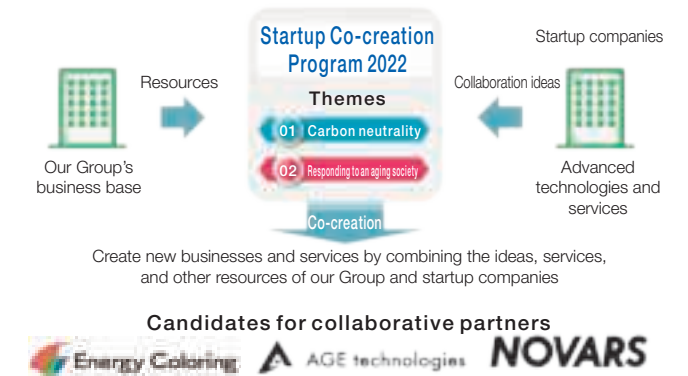 Startup Co-creation
Program 2022
Themes
01 Carbon neutrality
02 Responding to an aging society
Resources
Our Group's
business base
Startup companies
Collaboration ideas
Advanced
technologies and
services
Co-creation
Create new businesses and services by combining the ideas, services,
and other resources of our Group and startup companies
Candidates for collaborative partners
Energy Coloring
AGE technologies
NOVARS